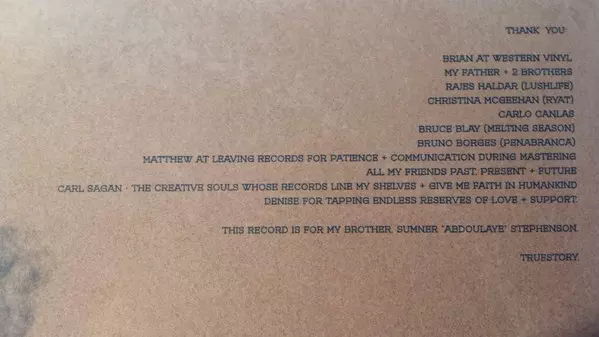 THANK YOU
BRIAN AT WESTERN VINYL
MY FATHER + 2 BROTHERS
RAJES HALDAR (LUSHLIFE)
CHRISTINA MCGEEHAN (RYAT)
CARLO CANLAS
BRUCE BLAY (MELTING SEASON)
BRUNO BORGES (PENABRANCA)
MATTHEW AT LEAVING RECORDS FOR PATIENCE + COMMUNICATION DURING MASTERING
ALL MY FRIENDS PAST, PRESENT + FUTURE
CARL SAGAN · THE CREATIVE SOULS WHOSE RECORDS LINE MY SHELVES + GIVE ME FAITH IN HUMANKIND
DENISE FOR TAPPING ENDLESS RESERVES OF LOVE + SUPPORT.
THIS RECORD IS FOR MY BROTHER, SUMNER "ABDOULAYE" STEPHENSON.
TRUESTORY.